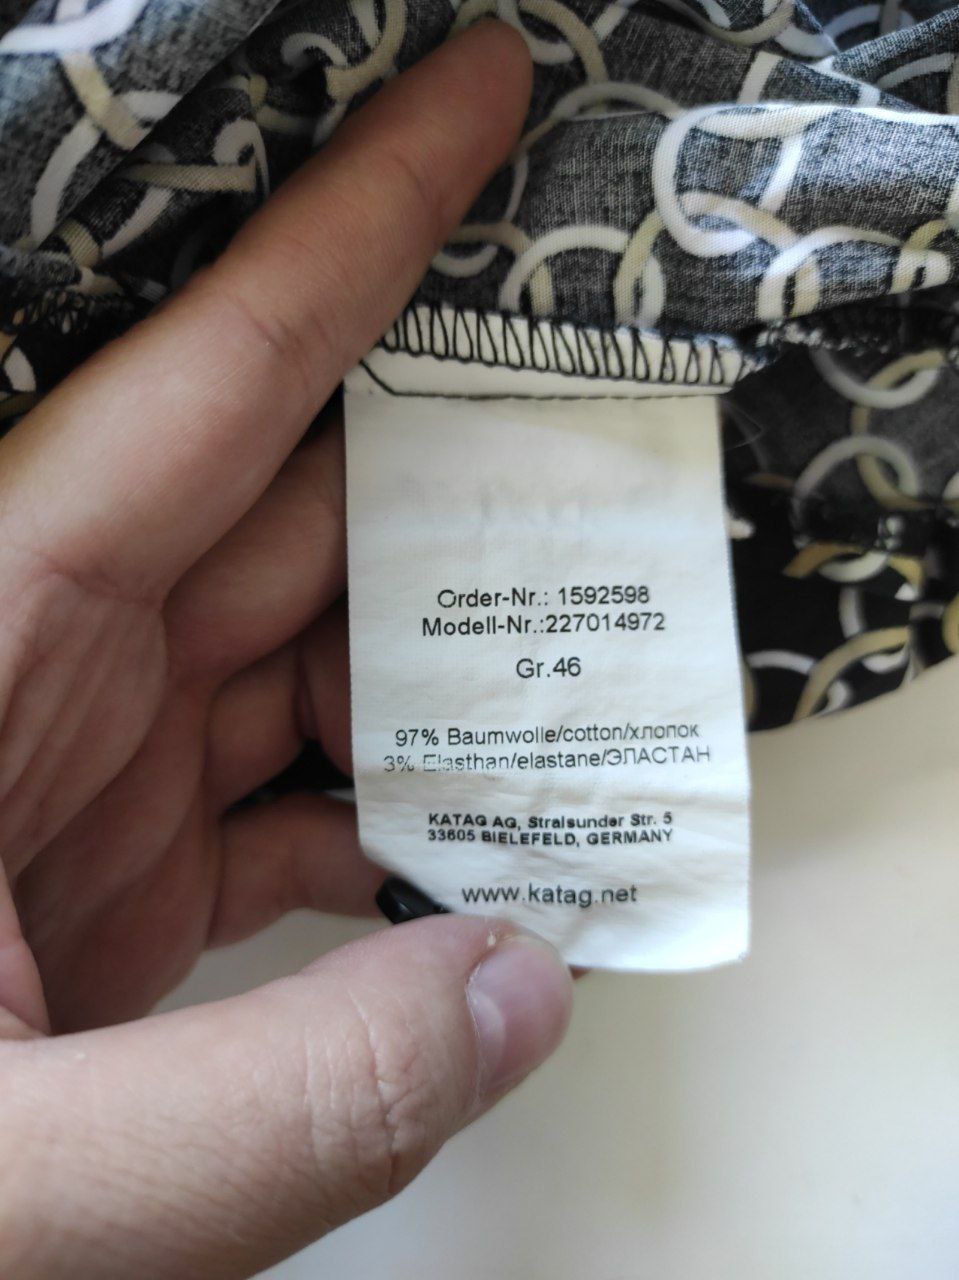 Order-Nr.: 1592598
Modell-Nr.:227014972
Gr.46
97% Baumwolle/cotton/хлопок
3% Elasthan/elastane/ЭЛАСТАН
KATAG AG, Stralsunder Str. 5
33605 BIELEFELD, GERMANY
www.katag.net